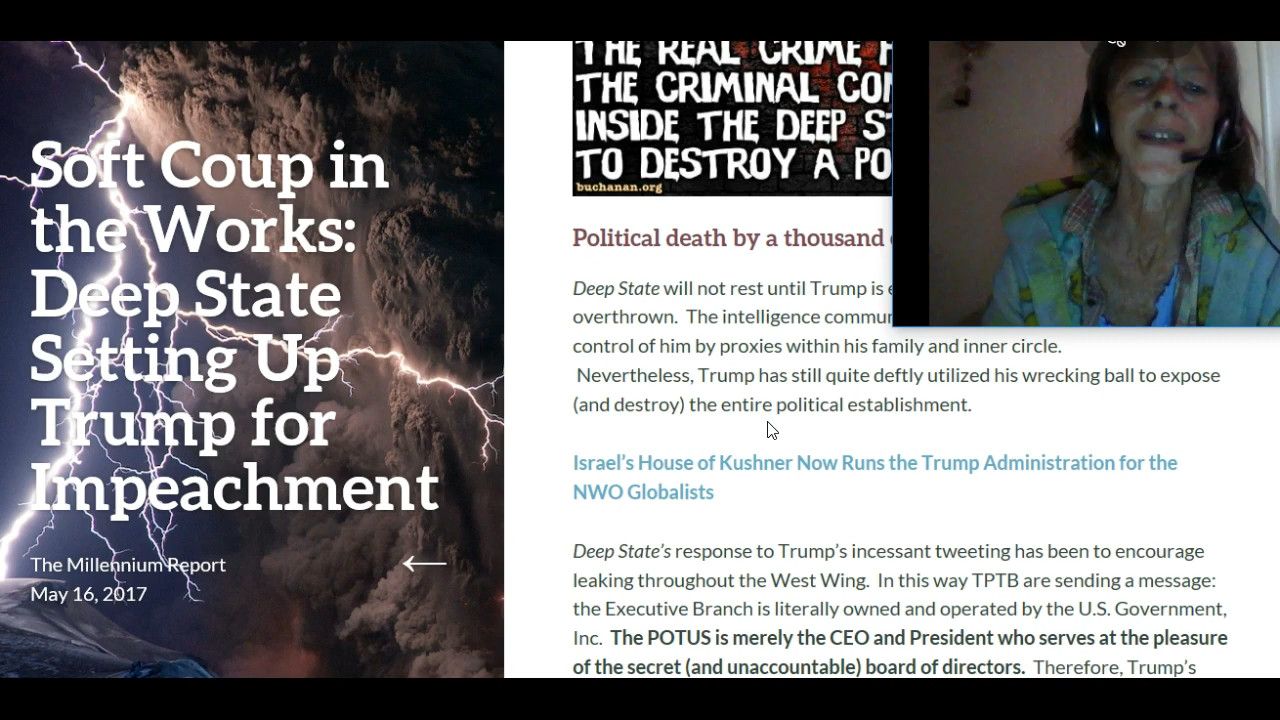 Soft Coup in
the Works:
Deep State
Setting Up
Trump for
Impeachment
The Millennium Report
May 16, 2017
THE REAL CRIME
THE CRIMINAL
INSIDE THE DEEP
TO DESTROY A
buchanan.org
Political death by a thousand
Deep State will not rest until Trump is
overthrown. The intelligence
control of him by proxies within his family and inner circle.
Nevertheless, Trump has still quite deftly utilized his wrecking ball to expose
(and destroy) the entire political establishment.
Israel's House of Kushner Now Runs the Trump Administration for the
NWO Globalists
Deep State's response to Trump's incessant tweeting has been to encourage
leaking throughout the West Wing. In this way TPTB are sending a message:
the Executive Branch is literally owned and operated by the U.S. Government,
Inc. The POTUS is merely the CEO and President who serves at the pleasure
of the secret (and unaccountable) board of directors. Therefore, Trump's